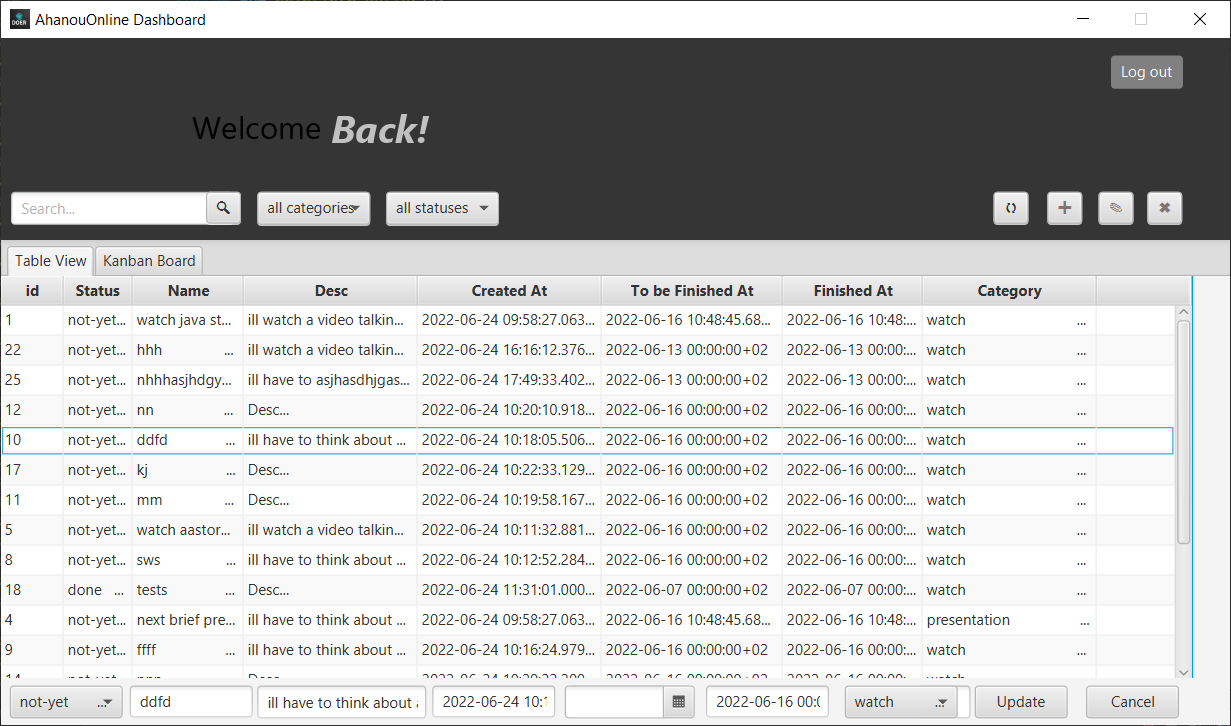 AhanouOnline Dashboard
Log out
Welcome Back!
Search... all categories all statuses
Table View Kanban Board
id Status Name Desc Created At To be Finished At Finished At Category
1 not-yet... watch java st... ill watch a video talkin... 2022-06-24 09:58:27.063... 2022-06-16 10:48:45.68... 2022-06-16 10:48:... watch ...
22 not-yet... hhh ... ill watch a video talkin... 2022-06-24 16:16:12.376... 2022-06-13 00:00:00+02 2022-06-13 00:00:... watch ...
25 not-yet... nhhhasjhdgy... ill have to asjhasdhjgas... 2022-06-24 17:49:33.402... 2022-06-13 00:00:00+02 2022-06-13 00:00:... watch ...
12 not-yet... nn ... Desc... 2022-06-24 10:20:10.918... 2022-06-16 00:00:00+02 2022-06-16 00:00:... watch ...
10 not-yet... ddfd ... ill have to think about ... 2022-06-24 10:18:05.506... 2022-06-16 00:00:00+02 2022-06-16 00:00:... watch ...
17 not-yet... kj ... Desc... 2022-06-24 10:22:33.129... 2022-06-16 00:00:00+02 2022-06-16 00:00:... watch ...
11 not-yet... mm ... Desc... 2022-06-24 10:19:58.167... 2022-06-16 00:00:00+02 2022-06-16 00:00:... watch ...
5 not-yet... watch aastor... ill watch a video talkin... 2022-06-24 10:11:32.881... 2022-06-16 00:00:00+02 2022-06-16 00:00:... watch ...
8 not-yet... sws ... ill have to think about ... 2022-06-24 10:12:52.284... 2022-06-16 00:00:00+02 2022-06-16 00:00:... watch ...
18 done ... tests ... Desc... 2022-06-24 11:31:01.000... 2022-06-07 00:00:00+02 2022-06-07 00:00:... watch ...
4 not-yet... next brief pre... ill have to think about ... 2022-06-24 09:58:27.063... 2022-06-16 10:48:45.68... 2022-06-16 10:48:... presentation ...
9 not-yet... ffff ... ill have to think about ... 2022-06-24 10:16:24.979... 2022-06-16 00:00:00+02 2022-06-16 00:00:... watch ...
not-yet ... ddfd ill have to think about 2022-06-24 10:1 2022-06-16 00:0 watch ... Update Cancel